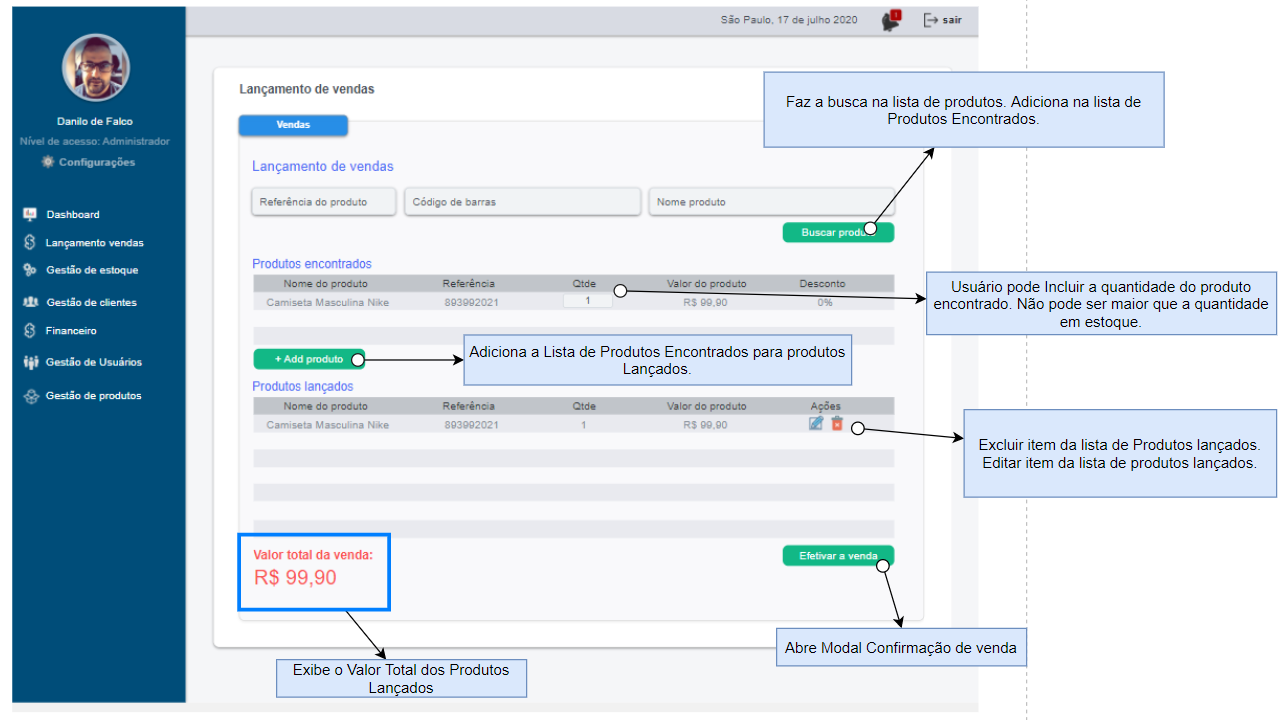 São Paulo, 17 de julho 2020
1
sair
Danilo de Falco
Nível de acesso: Administrador
Configurações
Dashboard
Lançamento vendas
Gestão de estoque
Gestão de clientes
Financeiro
Gestão de Usuários
Gestão de produtos
Lançamento de vendas
Vendas
Lançamento de vendas
Referência do produto
Código de barras
Nome produto
Buscar produ
Faz a busca na lista de produtos. Adiciona na lista de
Produtos Encontrados.
Produtos encontrados
Nome do produto Referência Qtde Valor do produto Desconto
Camiseta Masculina Nike 893992021 1 R$ 99,90 0%
Usuário pode Incluir a quantidade do produto
encontrado. Não pode ser maior que a quantidade
em estoque.
+ Add produto
Adiciona a Lista de Produtos Encontrados para produtos
Lançados.
Produtos lançados
Nome do produto Referência Qtde Valor do produto Ações
Camiseta Masculina Nike 893992021 1 R$ 99,90
Excluir item da lista de Produtos lançados.
Editar item da lista de produtos lançados.
Valor total da venda:
R$ 99,90
Efetivar a venda
Abre Modal Confirmação de venda
Exibe o Valor Total dos Produtos
Lançados